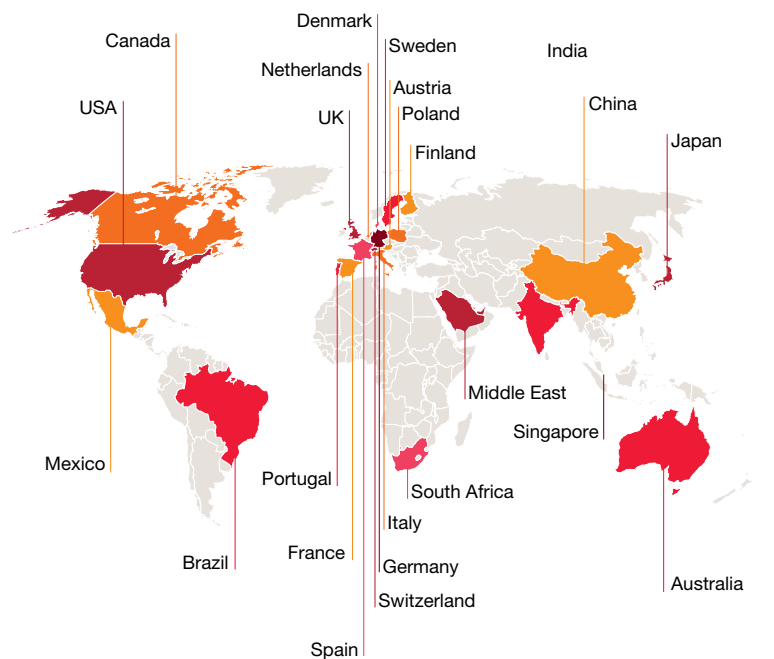 Denmark
Canada
Sweden
India
Netherlands
Austria
USA
China
UK
Poland
Japan
Finland
Middle East
Singapore
Mexico
Portugal
South Africa
Italy
France
Brazil
Germany
Australia
Switzerland
Spain